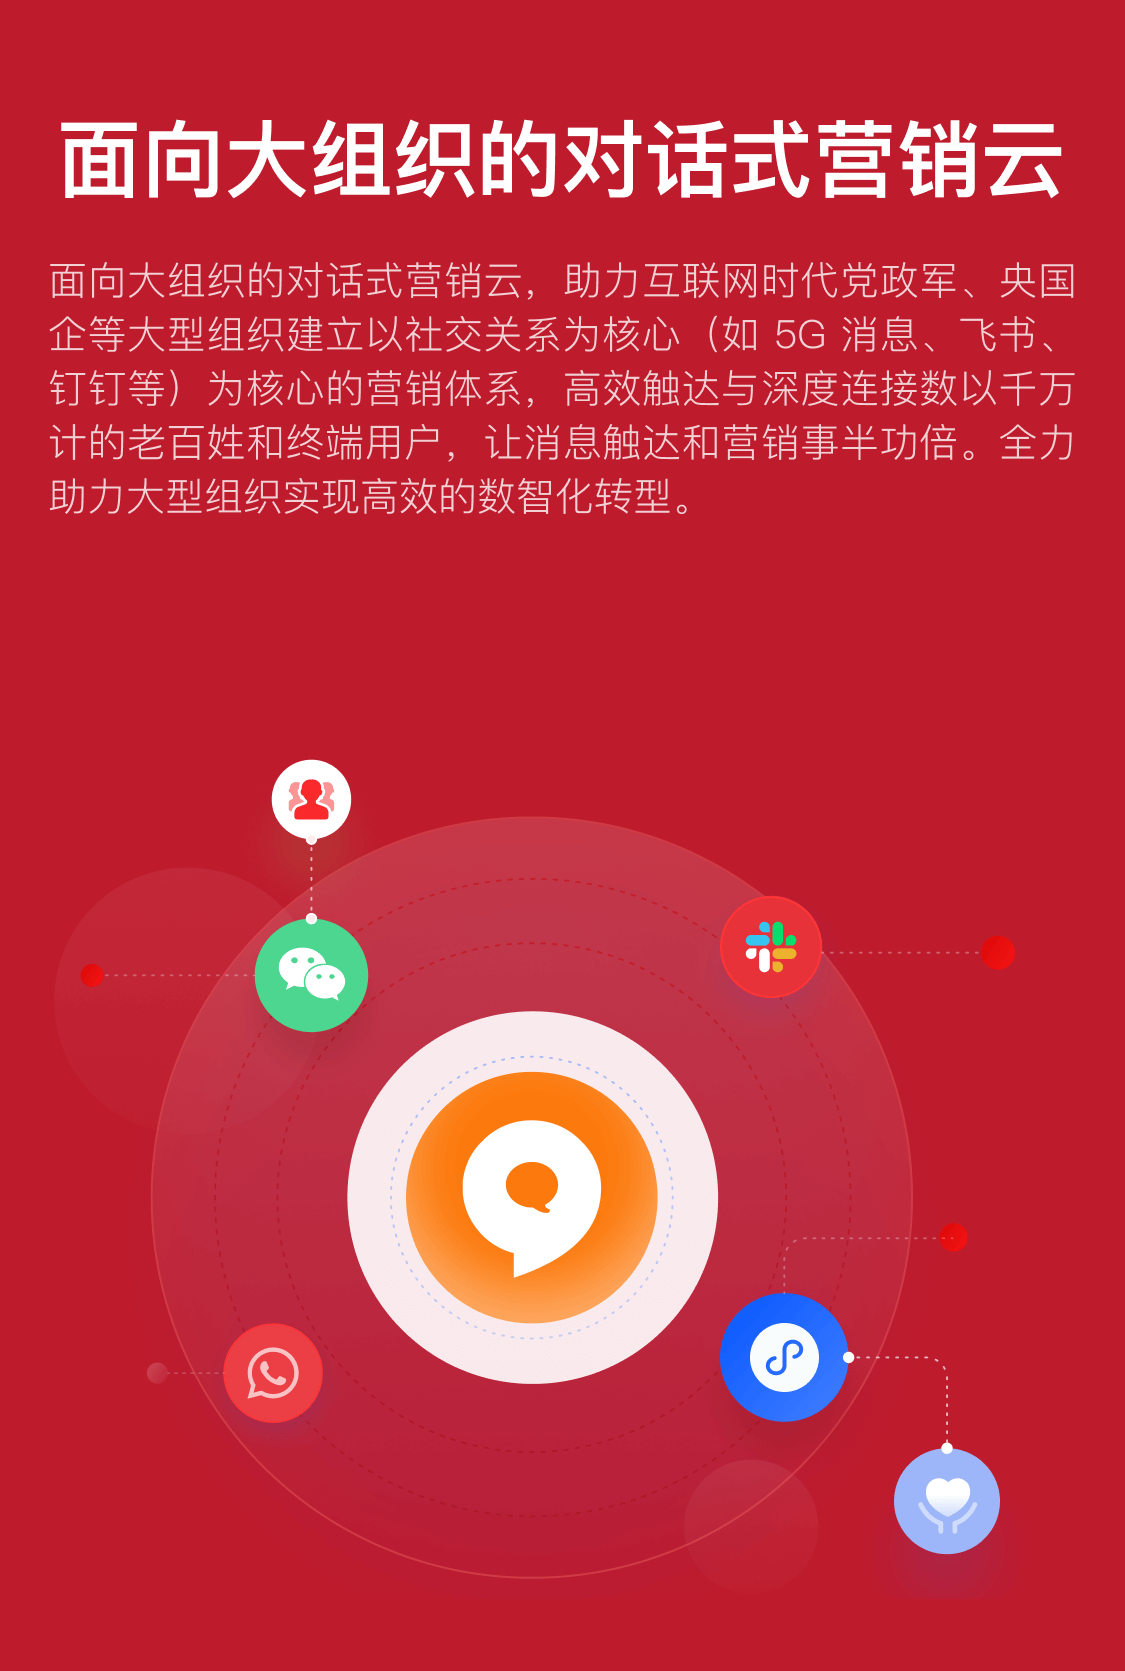 面向大组织的对话式营销云
面向大组织的对话式营销云，助力互联网时代党政军、央国
企等大型组织建立以社交关系为核心（如 5G 消息、飞书、
钉钉等）为核心的营销体系，高效触达与深度连接数以千万
计的老百姓和终端用户，让消息触达和营销事半功倍。全力
助力大型组织实现高效的数智化转型。